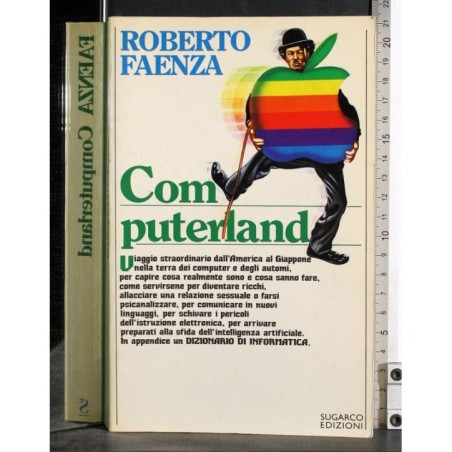 ROBERTO
FAENZA
Com
puterland
Viaggio straordinario dall'America al Giappone
nella terra dei computer e degli automi,
per capire cosa realmente sono e cosa sanno fare,
come servirsene per diventare ricchi,
allacciare una relazione sessuale o farsi
psicanalizzare, per comunicare in nuovi
linguaggi, per schivare i pericoli
dell'istruzione elettronica, per arrivare
preparati alla sfida dell'intelligenza artificiale.
In appendice un DIZIONARIO DI INFORMATICA.
SUGARCO
EDIZIONI
FAENZA Computerland
S